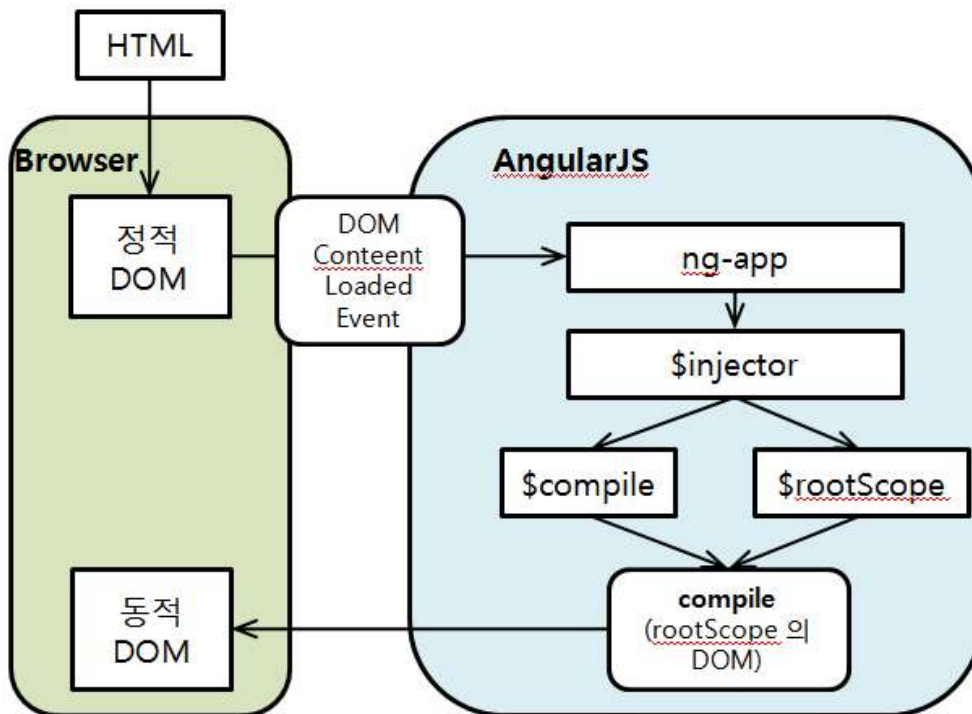 HTML
Browser
정적
DOM
DOM
Conteent
Loaded
Event
AngularJS
ng-app
$injector
$compile
$rootScope
compile
(rootScope 의
DOM)
동적
DOM